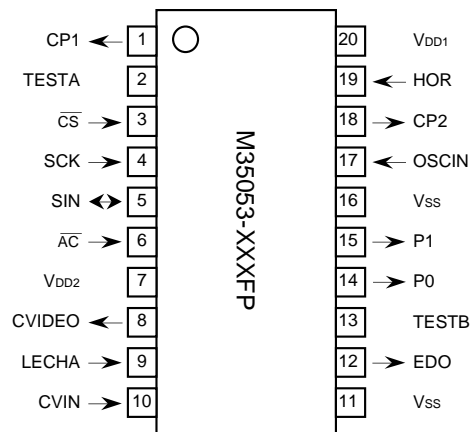 CP1 1 20 VDD1
TESTA 2 19 HOR
C̅S̅ 3 18 CP2
SCK 4 17 OSCIN
SIN 5 16 VSS
A̅C̅ 6 15 P1
VDD2 7 14 P0
CVIDEO 8 13 TESTB
LECHA 9 12 EDO
CVIN 10 11 VSS
M35053-XXXFP